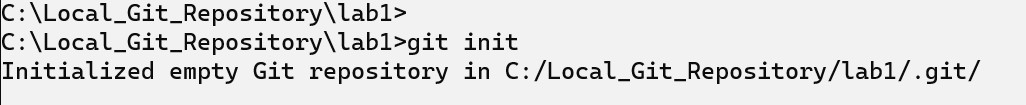 C:\Local_Git_Repository\lab1>
C:\Local_Git_Repository\lab1>git init
Initialized empty Git repository in C:/Local_Git_Repository/lab1/.git/